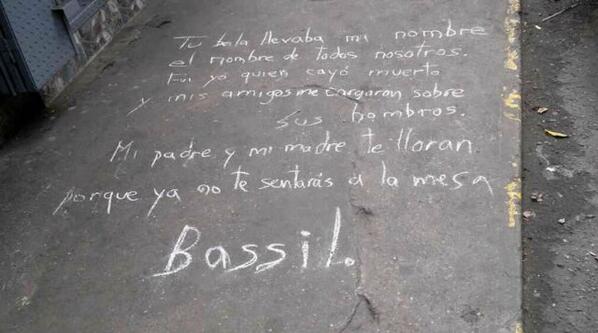 Tu bala llevaba mi nombre
el nombre de todos nosotros.
Fui yo quien cayó muerto
y mis amigos me cargaron sobre
sus hombros.
Mi padre y mi madre te lloran
porque ya no te sentarás a la mesa
Bassil.